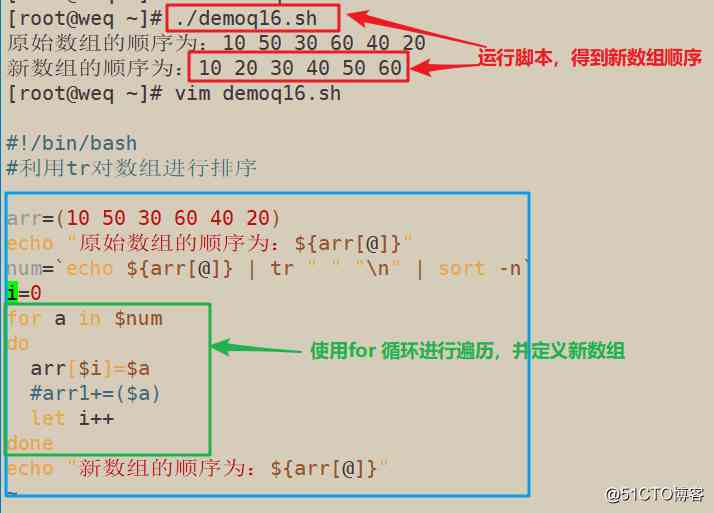 [root@weq ~]# ./demoq16.sh
原始数组的顺序为：10 50 30 60 40 20
新数组的顺序为：10 20 30 40 50 60
运行脚本，得到新数组顺序
[root@weq ~]# vim demoq16.sh
#!/bin/bash
#利用tr对数组进行排序
arr=(10 50 30 60 40 20)
echo "原始数组的顺序为：${arr[@]}"
num=`echo ${arr[@]} | tr " " "\n" | sort -n`
i=0
for a in $num
do
使用for 循环进行遍历，并定义新数组
arr[$i]=$a
#arr1+=($a)
let i++
done
echo "新数组的顺序为：${arr[@]}"
~
@51CTO博客